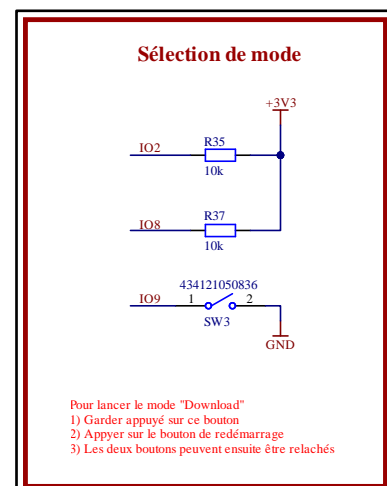 Sélection de mode
+3V3
IO2
R35
10k
IO8
R37
10k
434121050836
IO9
1
2
SW3
GND
Pour lancer le mode "Download"
1) Garder appuyé sur ce bouton
2) Appyer sur le bouton de redémarrage
3) Les deux boutons peuvent ensuite être relachés